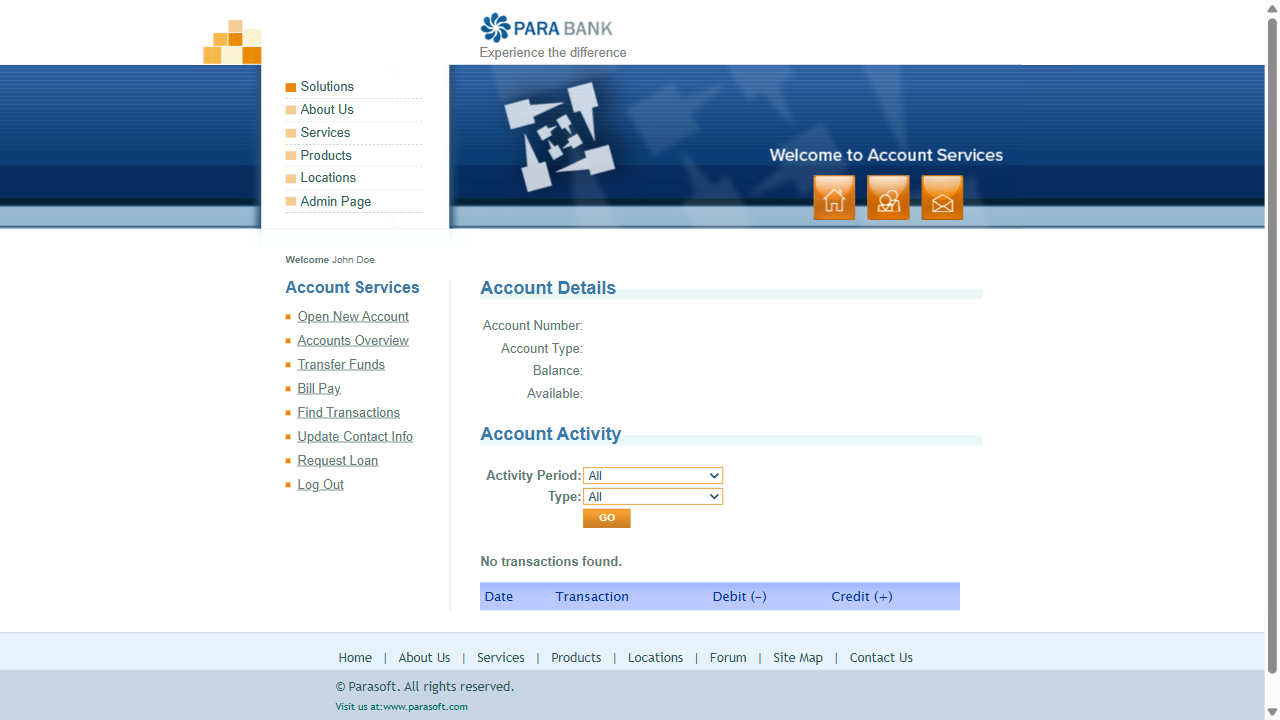 PARA BANK
Experience the difference
Solutions
About Us
Services
Products
Locations
Admin Page
Welcome to Account Services
Welcome John Doe
Account Services
Open New Account
Accounts Overview
Transfer Funds
Bill Pay
Find Transactions
Update Contact Info
Request Loan
Log Out
Account Details
Account Number:
Account Type:
Balance:
Available:
Account Activity
Activity Period: All
Type: All
GO
No transactions found.
Date Transaction Debit (-) Credit (+)
Home | About Us | Services | Products | Locations | Forum | Site Map | Contact Us
© Parasoft. All rights reserved.
Visit us at:www.parasoft.com